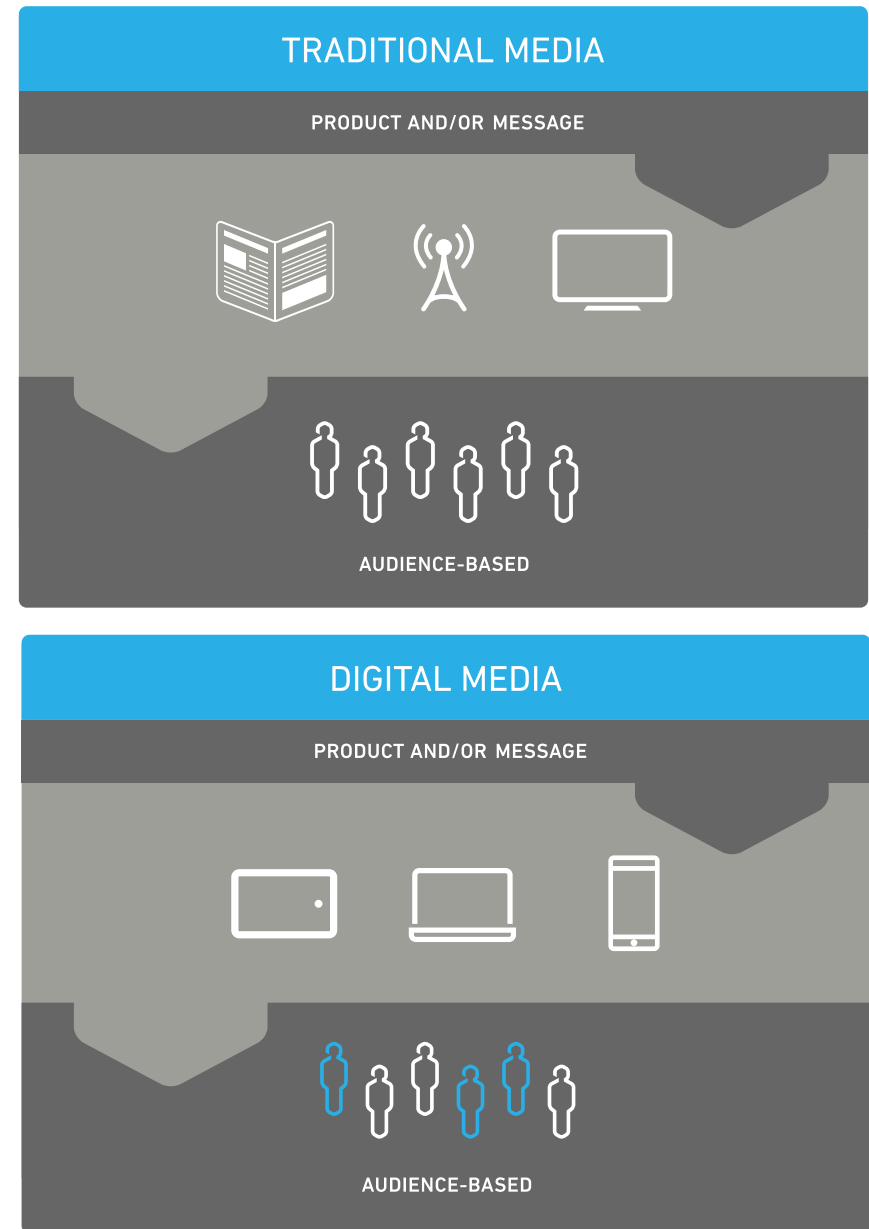 TRADITIONAL MEDIA
PRODUCT AND/OR MESSAGE
AUDIENCE-BASED
DIGITAL MEDIA
PRODUCT AND/OR MESSAGE
AUDIENCE-BASED